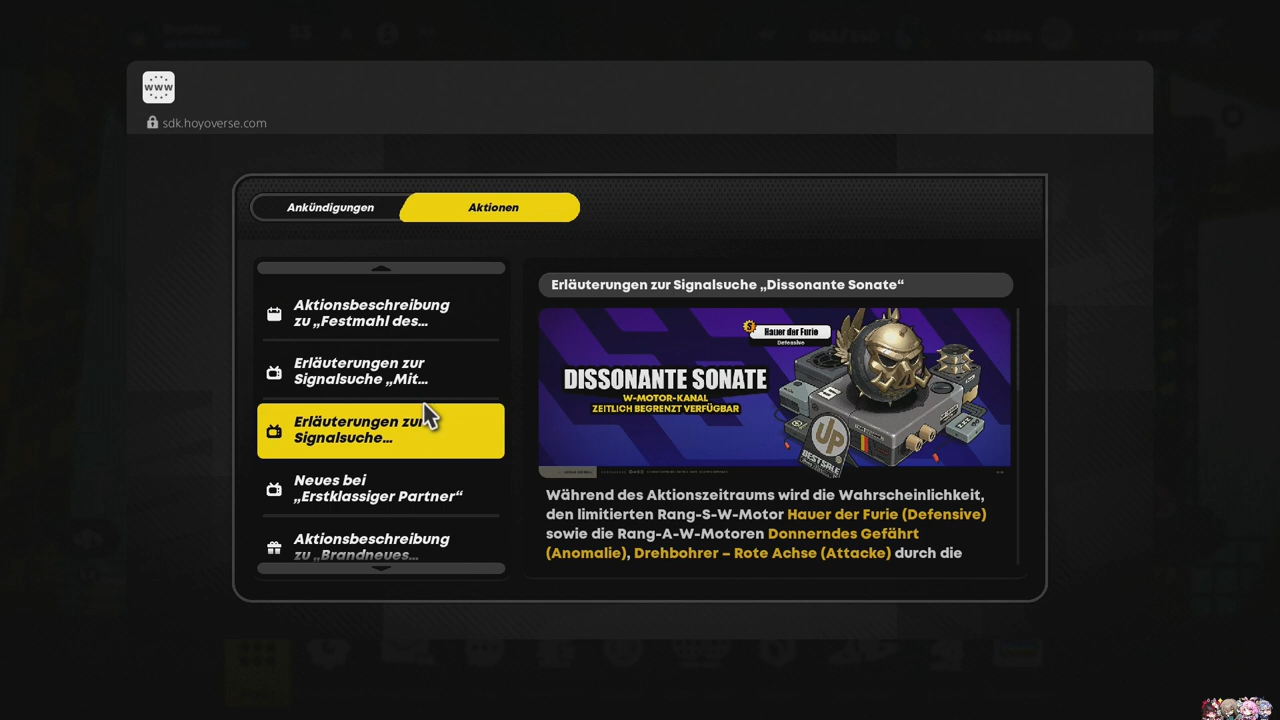 www
sdk.hoyoverse.com
Ankündigungen
Aktionen
Aktionsbeschreibung
zu „Festmahl des...
Erläuterungen zur
Signalsuche „Mit...
Erläuterungen zur
Signalsuche...
Neues bei
„Erstklassiger Partner“
Aktionsbeschreibung
zu „Brandneues...
Erläuterungen zur Signalsuche „Dissonante Sonate“
S
Hauer der Furie
Defensive
DISSONANTE SONATE
W-MOTOR-KANAL
ZEITLICH BEGRENZT VERFÜGBAR
UP
Während des Aktionszeitraums wird die Wahrscheinlichkeit,
den limitierten Rang-S-W-Motor Hauer der Furie (Defensive)
sowie die Rang-A-W-Motoren Donnerndes Gefährt
(Anomalie), Drehbohrer – Rote Achse (Attacke) durch die